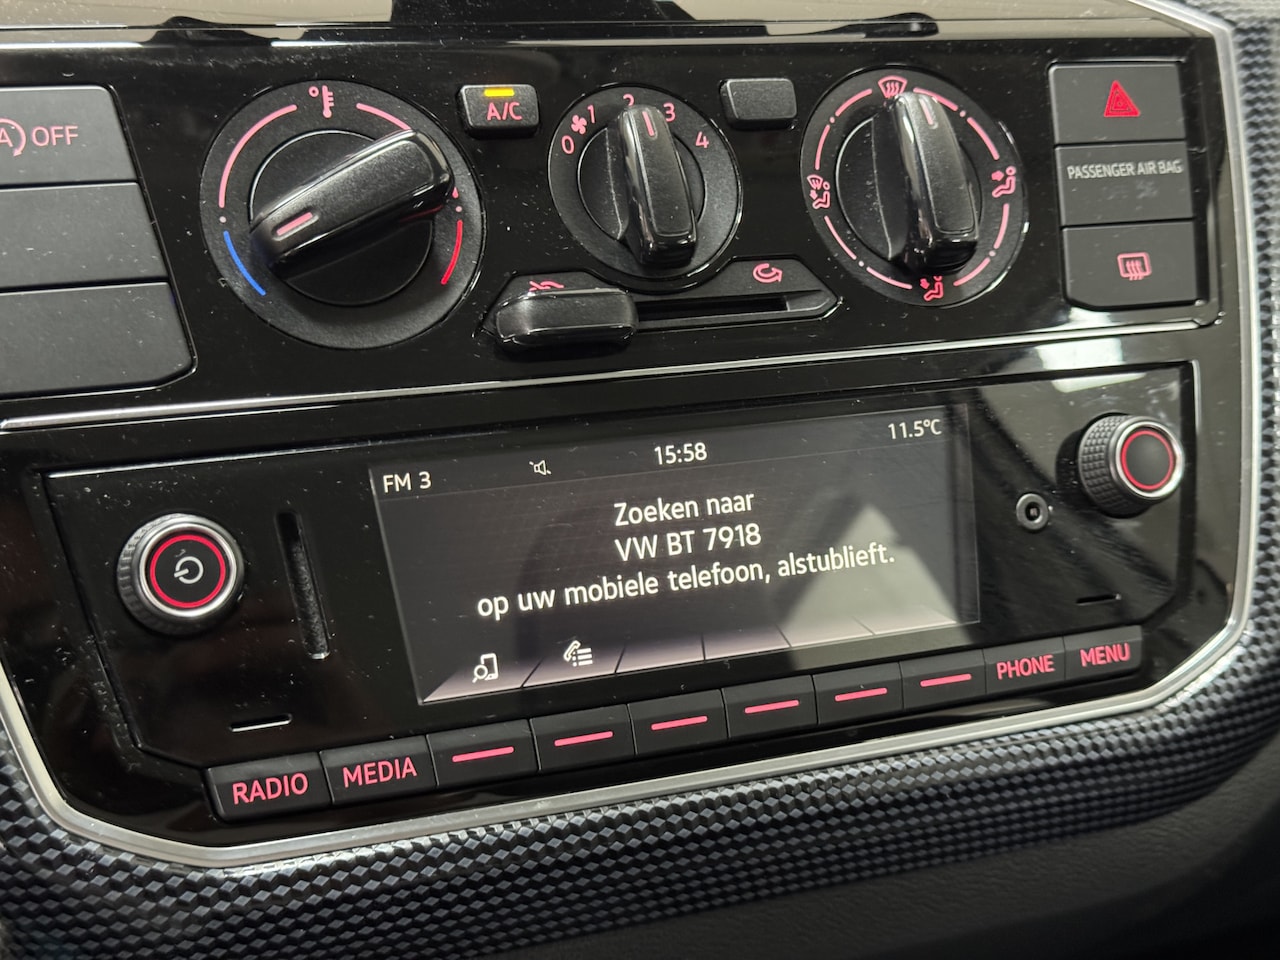 A OFF
A/C
0 1 2 3 4
PASSENGER AIR BAG
FM 3 15:58 11.5°C
Zoeken naar
VW BT 7918
op uw mobiele telefoon, alstublieft.
RADIO MEDIA PHONE MENU